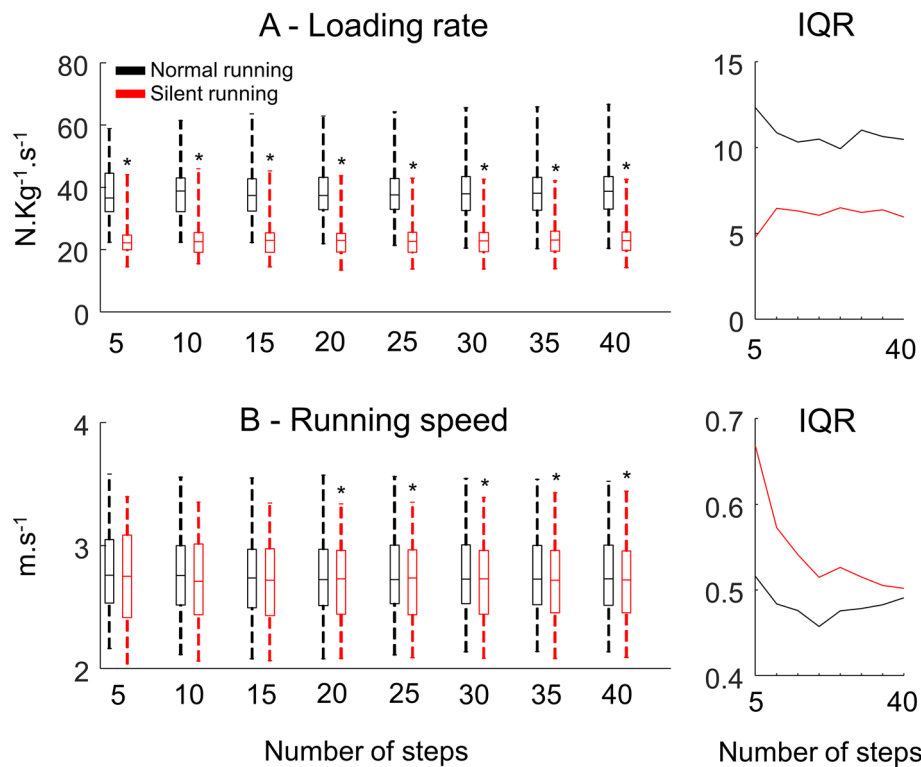 A - Loading rate
IQR
80
60
40
20
0
N.Kg⁻¹.s⁻¹
Normal running
Silent running
* * * * * * * *
5 10 15 20 25 30 35 40
15
10
5
0
5 40
B - Running speed
IQR
4
3
2
m.s⁻¹
* * * * *
5 10 15 20 25 30 35 40
Number of steps
0.7
0.6
0.5
0.4
5 40
Number of steps